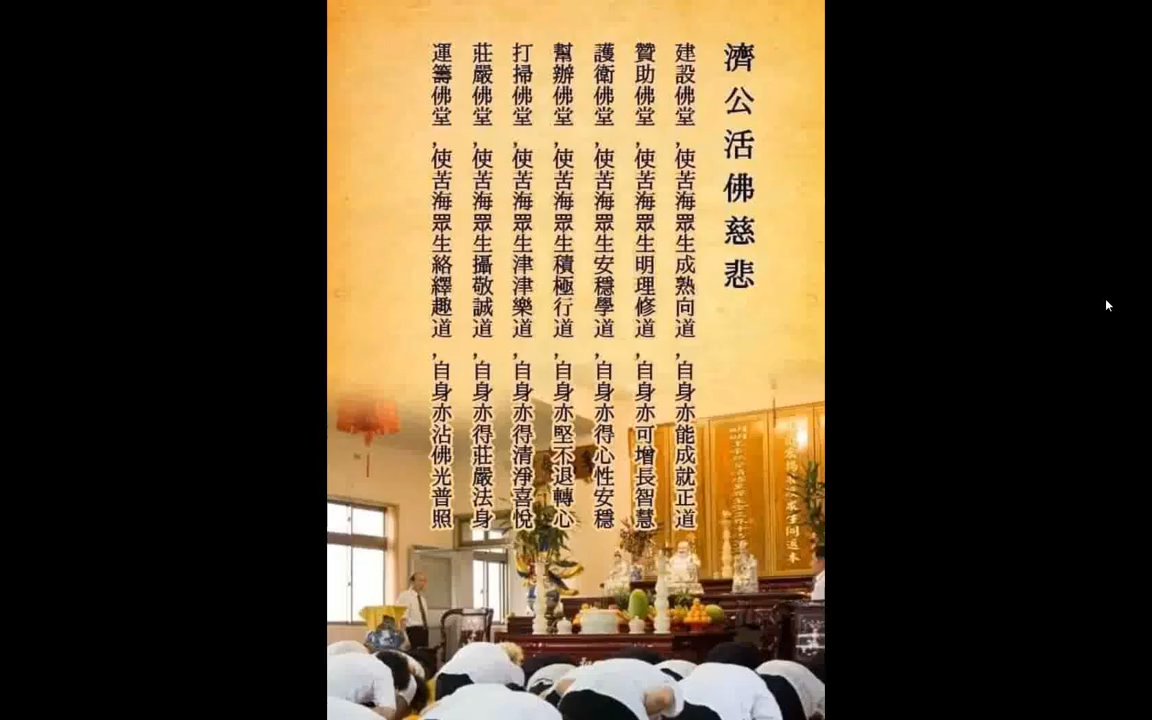 濟公活佛慈悲
建設佛堂,使苦海眾生成熟向道,自身亦能成就正道
贊助佛堂,使苦海眾生明理修道,自身亦可增長智慧
護衛佛堂,使苦海眾生安穩學道,自身亦得心性安穩
幫辦佛堂,使苦海眾生積極行道,自身亦堅不退轉心
打掃佛堂,使苦海眾生津津樂道,自身亦得清淨喜悅
莊嚴佛堂,使苦海眾生攝敬誠道,自身亦得莊嚴法身
運籌佛堂,使苦海眾生絡繹趣道,自身亦沾佛光普照